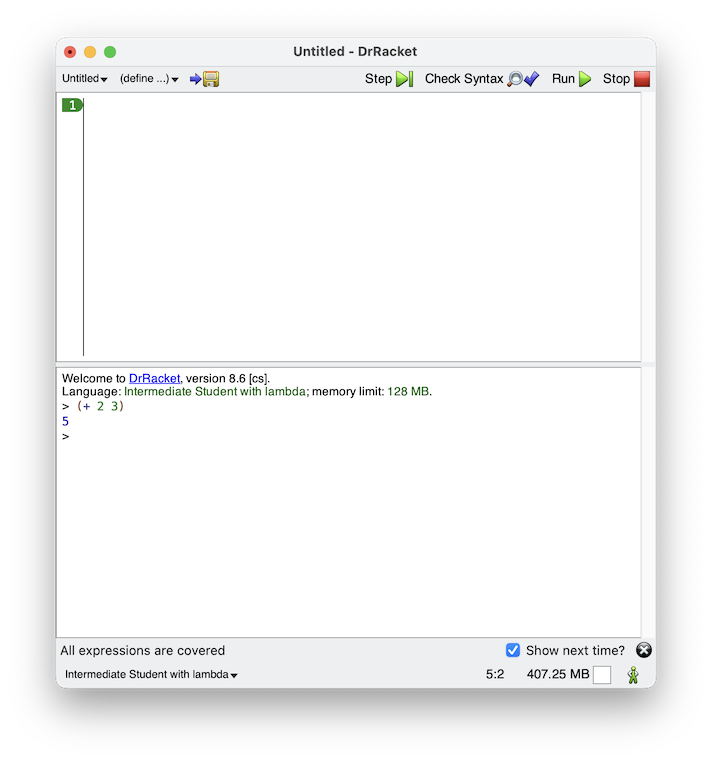 Untitled - DrRacket
Untitled (define ...) Step Check Syntax Run Stop
1
Welcome to DrRacket, version 8.6 [cs].
Language: Intermediate Student with lambda; memory limit: 128 MB.
> (+ 2 3)
5
>
All expressions are covered Show next time?
Intermediate Student with lambda 5:2 407.25 MB